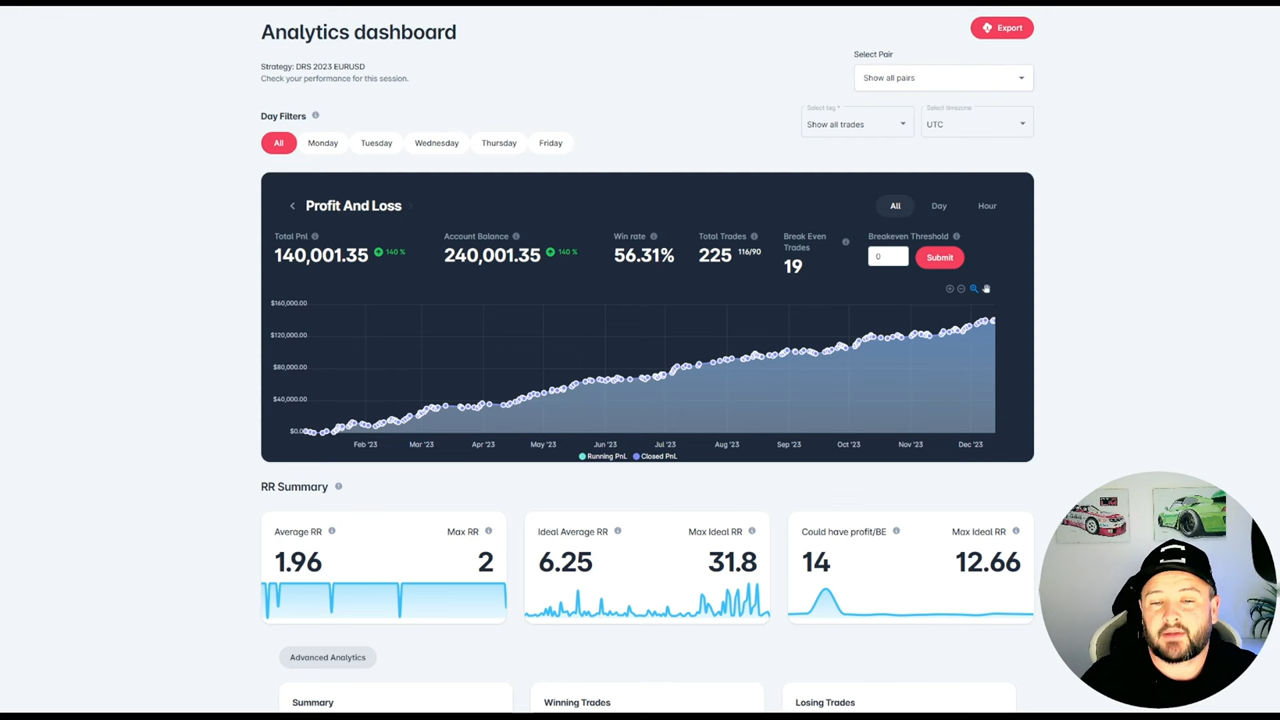 Analytics dashboard
Export
Strategy: DRS 2023 EURUSD
Check your performance for this session.
Select Pair
Show all pairs
Day Filters
Select tag *
Show all trades
Select timezone
UTC
All Monday Tuesday Wednesday Thursday Friday
Profit And Loss
All Day Hour
Total Pnl
140,001.35 140 %
Account Balance
240,001.35 140 %
Win rate
56.31%
Total Trades
225 116/90
Break Even Trades
19
Breakeven Threshold
0
Submit
$160,000.00
$120,000.00
$80,000.00
$40,000.00
$0.0
Feb '23 Mar '23 Apr '23 May '23 Jun '23 Jul '23 Aug '23 Sep '23 Oct '23 Nov '23 Dec '23
Running PnL Closed PnL
RR Summary
Average RR Max RR
1.96 2
Ideal Average RR Max Ideal RR
6.25 31.8
Could have profit/BE Max Ideal RR
14 12.66
Advanced Analytics
Summary
Winning Trades
Losing Trades